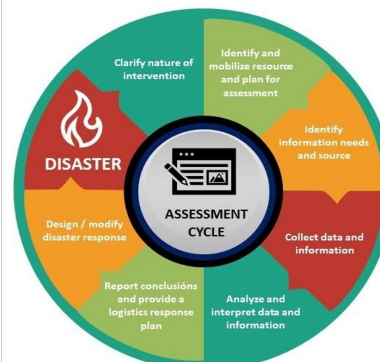 Clarify nature of
intervention
Identify and
mobilize resource
and plan for
assessment
Identify
information needs
and source
Collect data and
information
Analyze and
interpret data and
information
Report conclusións
and provide a
logistics response
plan
Design / modify
disaster response
DISASTER
ASSESSMENT
CYCLE